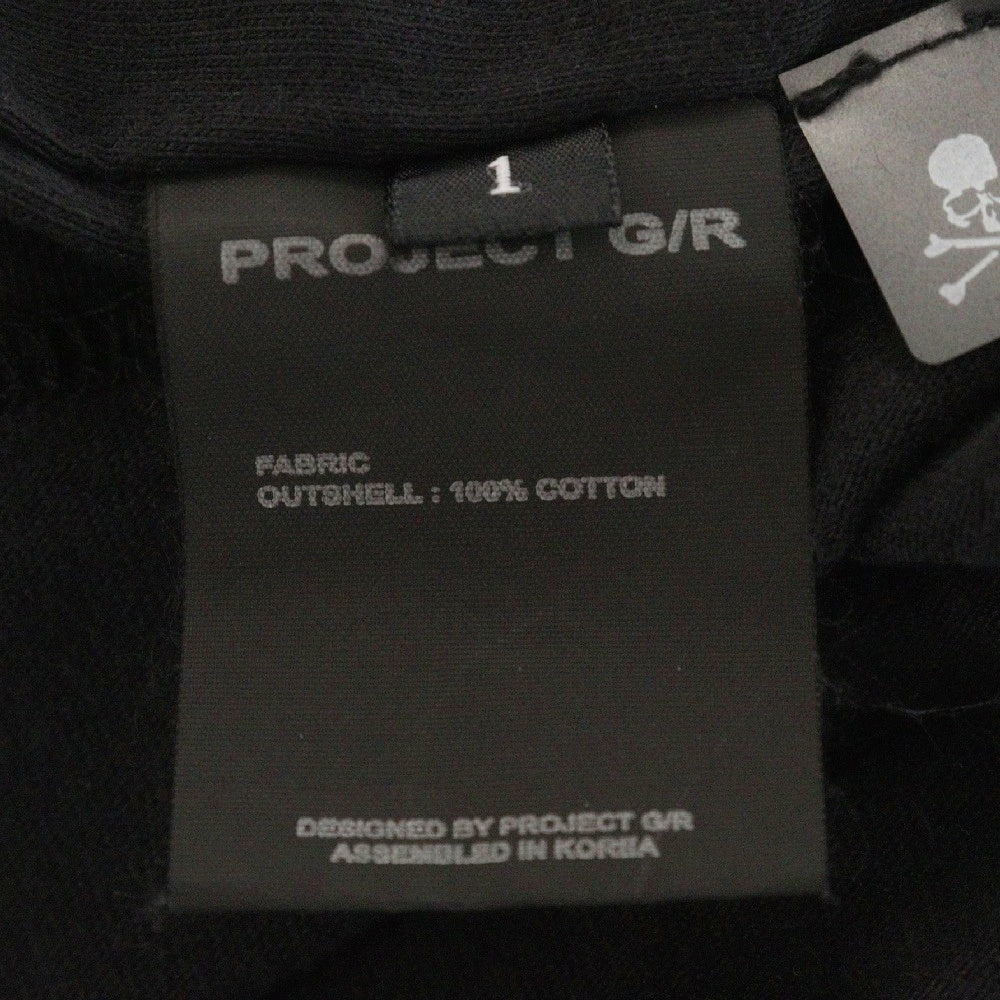 1
PROJECT G/R
FABRIC
OUTSHELL : 100% COTTON
DESIGNED BY PROJECT G/R
ASSEMBLED IN KOREA